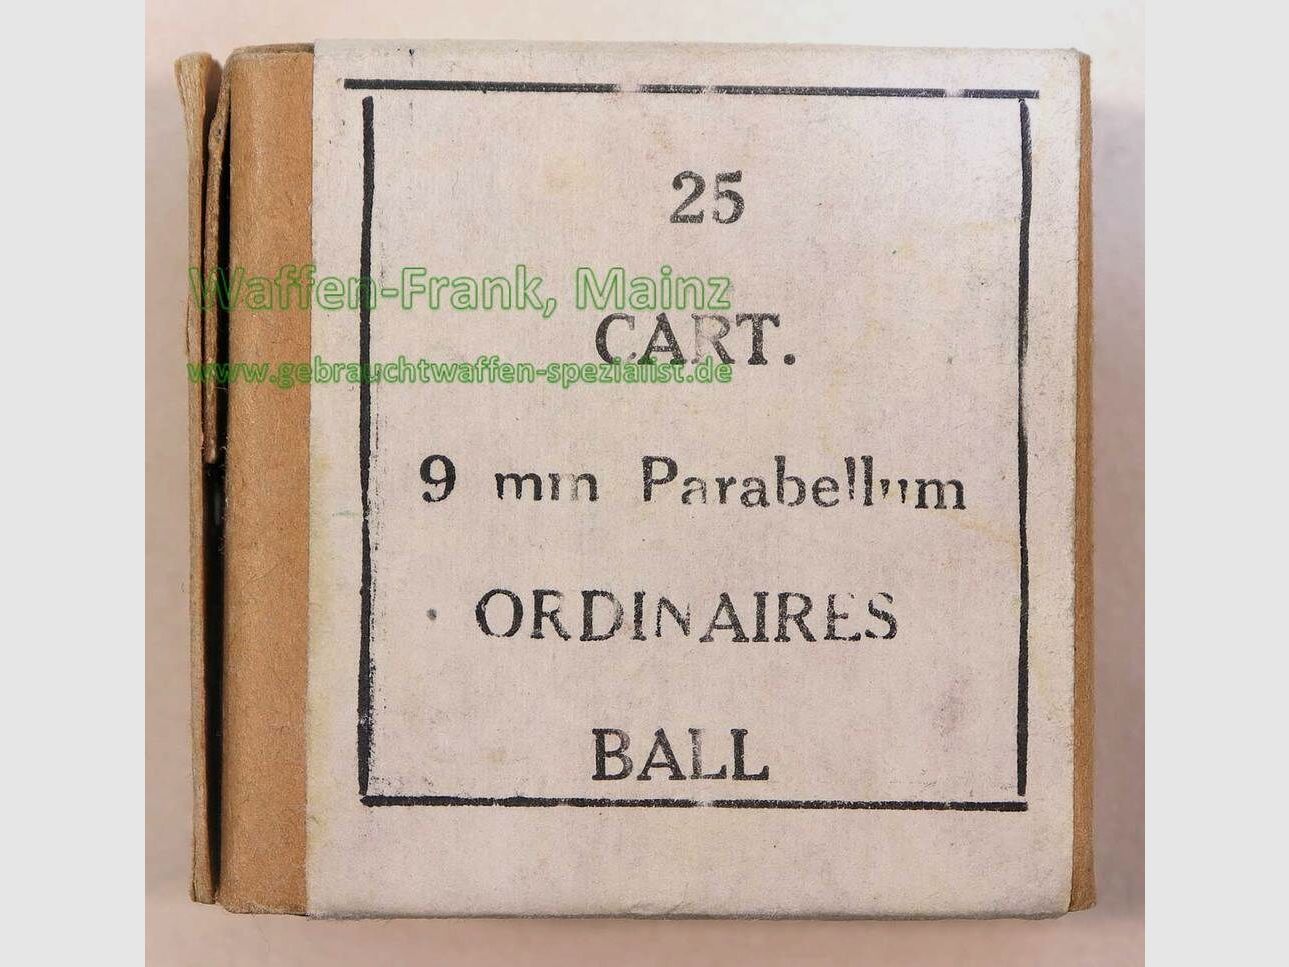 25
Waffen-Frank, Mainz
CART.
www.gebrauchtwaffen-spezialist.de
9 mm Parabellum
ORDINAIRES
BALL